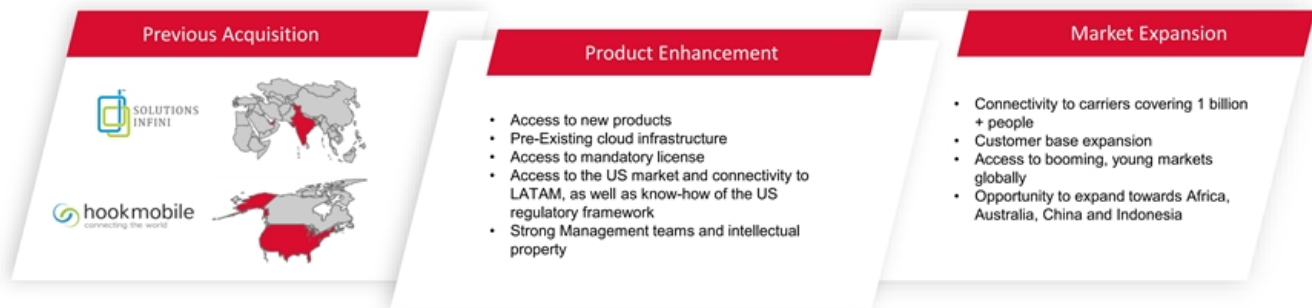 Previous Acquisition
SOLUTIONS
INFINI
hookmobile
connecting the world
Product Enhancement
• Access to new products
• Pre-Existing cloud infrastructure
• Access to mandatory license
• Access to the US market and connectivity to
LATAM, as well as know-how of the US
regulatory framework
• Strong Management teams and intellectual
property
Market Expansion
• Connectivity to carriers covering 1 billion
+ people
• Customer base expansion
• Access to booming, young markets
globally
• Opportunity to expand towards Africa,
Australia, China and Indonesia